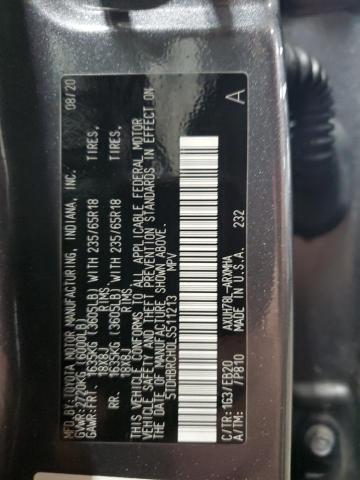 MFD. BY: TOYOTA MOTOR MANUFACTURING, INDIANA, INC. 08/20
GVWR: 2720KG (6000LB)
GAWR: FRT. 1635KG (3605LB) WITH 235/65R18 TIRES,
18X8J RIMS,
RR. 1635KG (3605LB) WITH 235/65R18 TIRES,
18X8J RIMS.
THIS VEHICLE CONFORMS TO ALL APPLICABLE FEDERAL MOTOR
VEHICLE SAFETY AND THEFT PREVENTION STANDARDS IN EFFECT ON
THE DATE OF MANUFACTURE SHOWN ABOVE.
5TDHBRCH0LS511213 MPV
A
C/TR: 1G3/EB20 AXUH78L-ARXMHA
A/TM: /P810 MADE IN U.S.A. 232